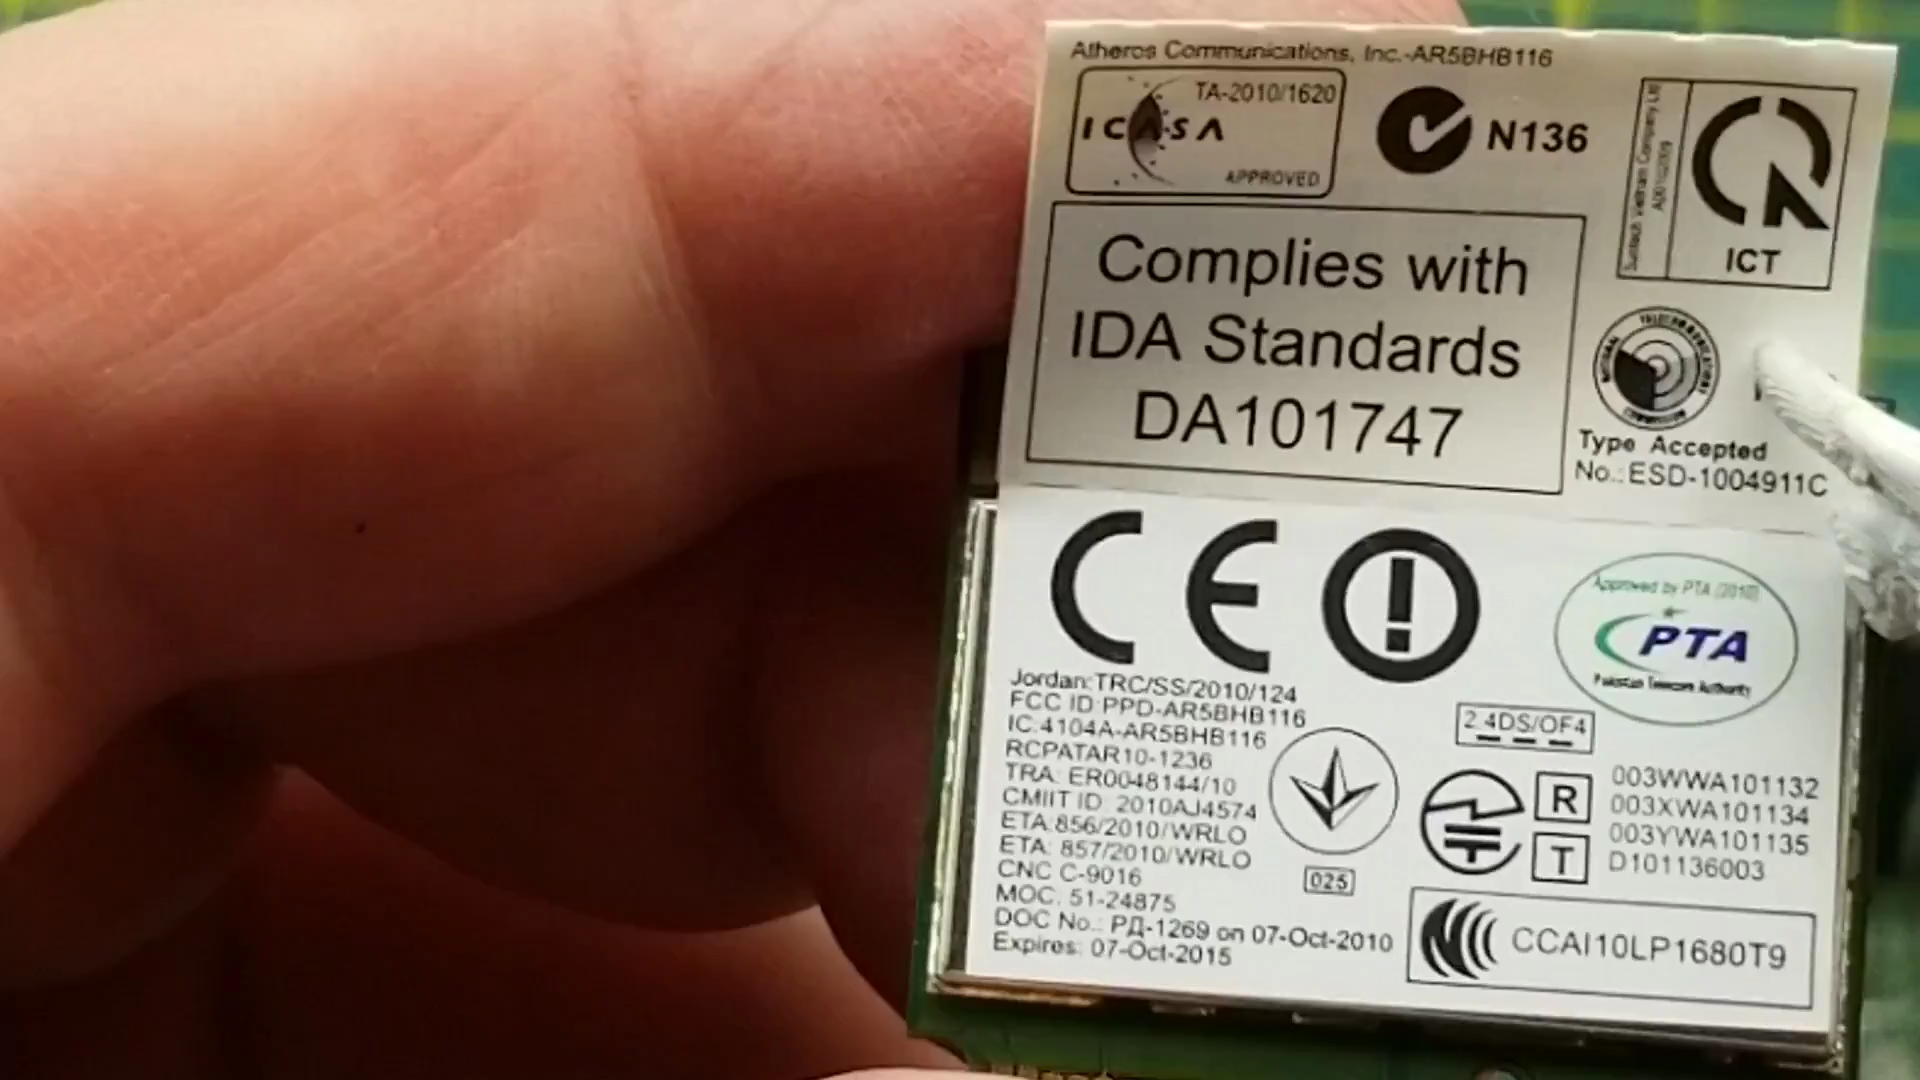 Atheros Communications, Inc.-AR5BHB116
TA-2010/1620
ICASA
APPROVED
N136
ICT
Complies with
IDA Standards
DA101747
Type Accepted
No.:ESD-1004911C
CE
Approved by PTA (2010)
PTA
Pakistan Telecom Authority
Jordan:TRC/SS/2010/124
FCC ID:PPD-AR5BHB116
IC:4104A-AR5BHB116
RCPATAR10-1236
TRA: ER0048144/10
CMIIT ID: 2010AJ4574
ETA:856/2010/WRLO
ETA: 857/2010/WRLO
CNC C-9016
MOC: 51-24875
DOC No.: РД-1269 on 07-Oct-2010
Expires: 07-Oct-2015
025
2.4DS/OF4
R
T
003WWA101132
003XWA101134
003YWA101135
D101136003
CCAI10LP1680T9